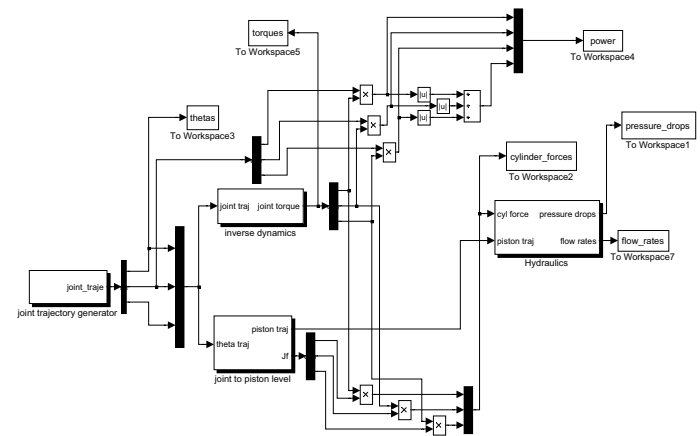 torques
To Workspace5
power
To Workspace4
thetas
To Workspace3
|u|
|u|
|u|
pressure_drops
To Workspace1
cylinder_forces
To Workspace2
joint traj
joint torque
inverse dynamics
cyl force
pressure drops
piston traj
flow rates
Hydraulics
flow_rates
To Workspace7
joint_traje
joint trajectory generator
piston traj
theta traj
Jf
joint to piston level